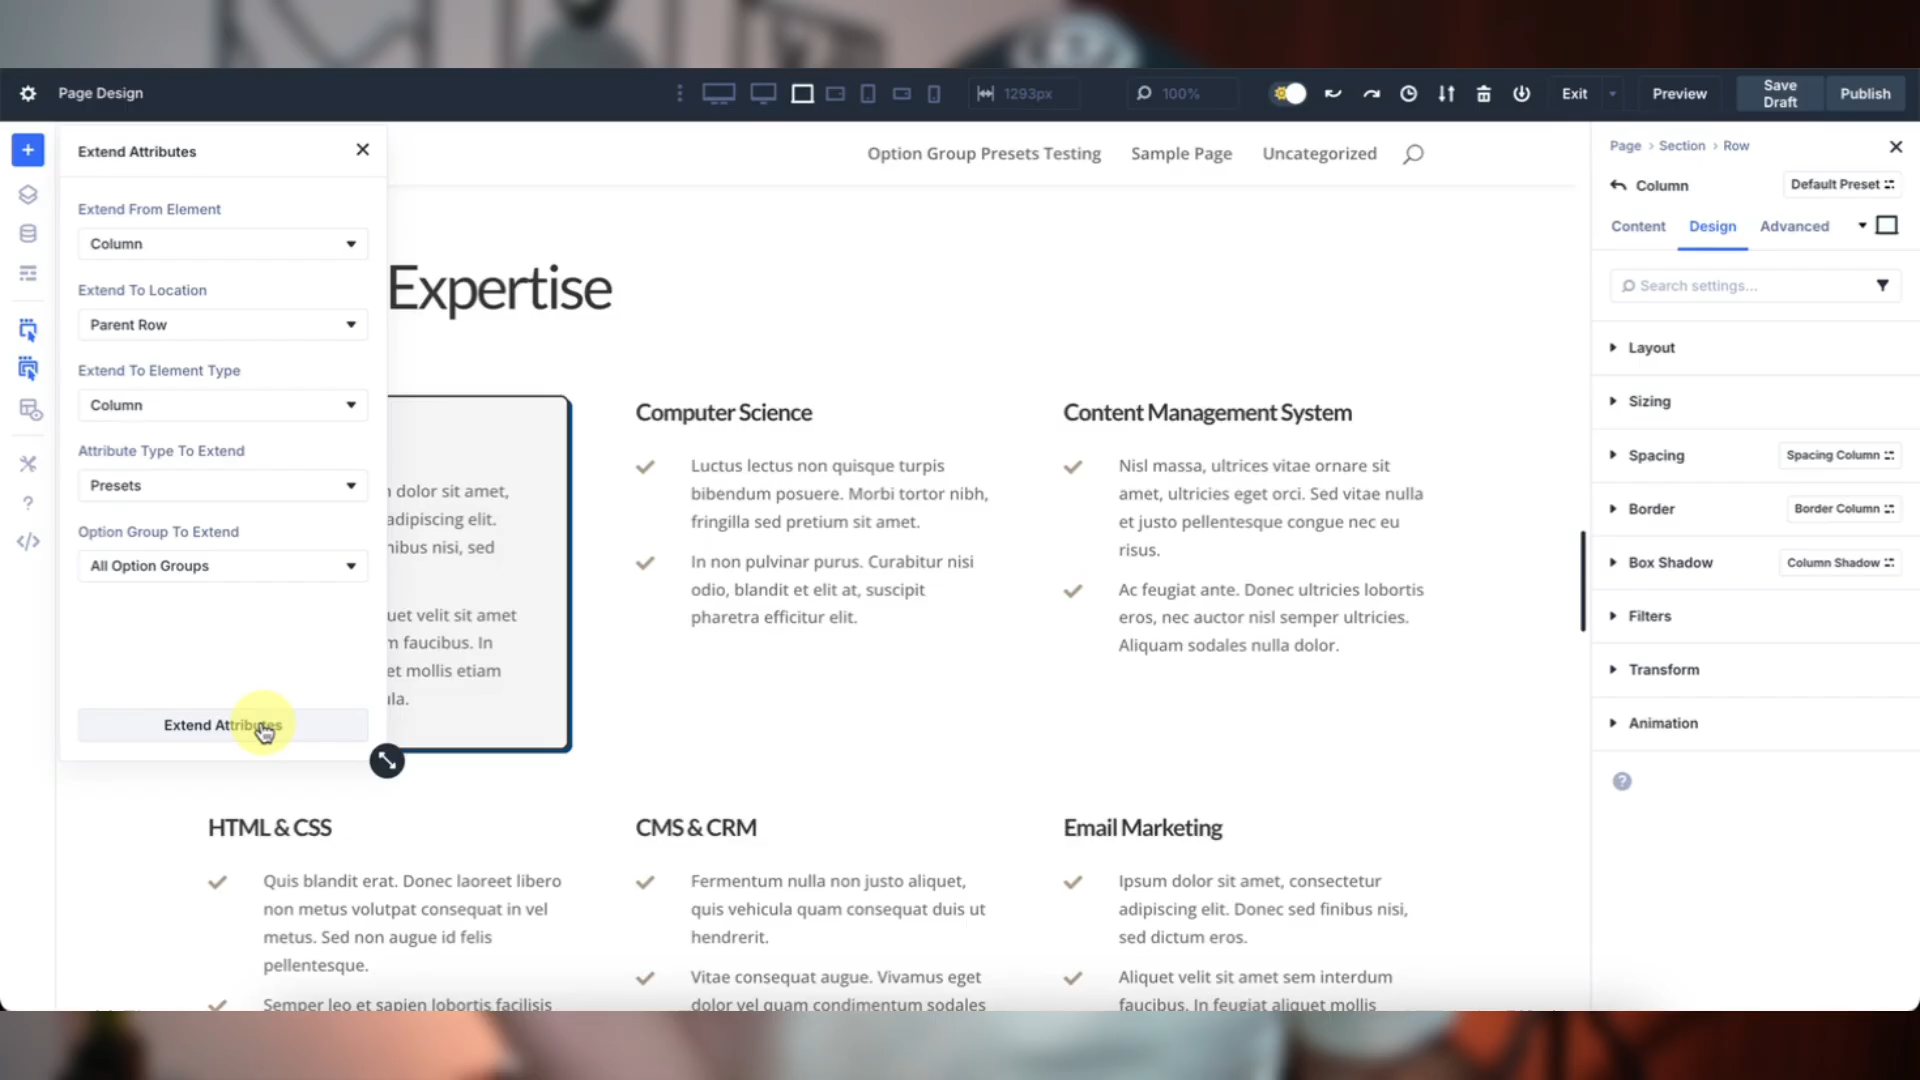 Page Design
1293px
100%
Exit
Preview
Save
Draft
Publish
Extend Attributes
Extend From Element
Column
Extend To Location
Parent Row
Extend To Element Type
Column
Attribute Type To Extend
Presets
Option Group To Extend
All Option Groups
Extend Attributes
Option Group Presets Testing
Sample Page
Uncategorized
Expertise
dolor sit amet,
adipiscing elit.
nibus nisi, sed
uet velit sit amet
m faucibus. In
et mollis etiam
ula.
Computer Science
Luctus lectus non quisque turpis
bibendum posuere. Morbi tortor nibh,
fringilla sed pretium sit amet.
In non pulvinar purus. Curabitur nisi
odio, blandit et elit at, suscipit
pharetra efficitur elit.
Content Management System
Nisl massa, ultrices vitae ornare sit
amet, ultricies eget orci. Sed vitae nulla
et justo pellentesque congue nec eu
risus.
Ac feugiat ante. Donec ultricies lobortis
eros, nec auctor nisl semper ultricies.
Aliquam sodales nulla dolor.
HTML & CSS
Quis blandit erat. Donec laoreet libero
non metus volutpat consequat in vel
metus. Sed non augue id felis
pellentesque.
Semper leo et sapien lobortis facilisis
CMS & CRM
Fermentum nulla non justo aliquet,
quis vehicula quam consequat duis ut
hendrerit.
Vitae consequat augue. Vivamus eget
dolor vel quam condimentum sodales
Email Marketing
Ipsum dolor sit amet, consectetur
adipiscing elit. Donec sed finibus nisi,
sed dictum eros.
Aliquet velit sit amet sem interdum
faucibus. In feugiat aliquet mollis
Page › Section › Row
Column
Default Preset
Content
Design
Advanced
Search settings...
Layout
Sizing
Spacing
Spacing Column
Border
Border Column
Box Shadow
Column Shadow
Filters
Transform
Animation